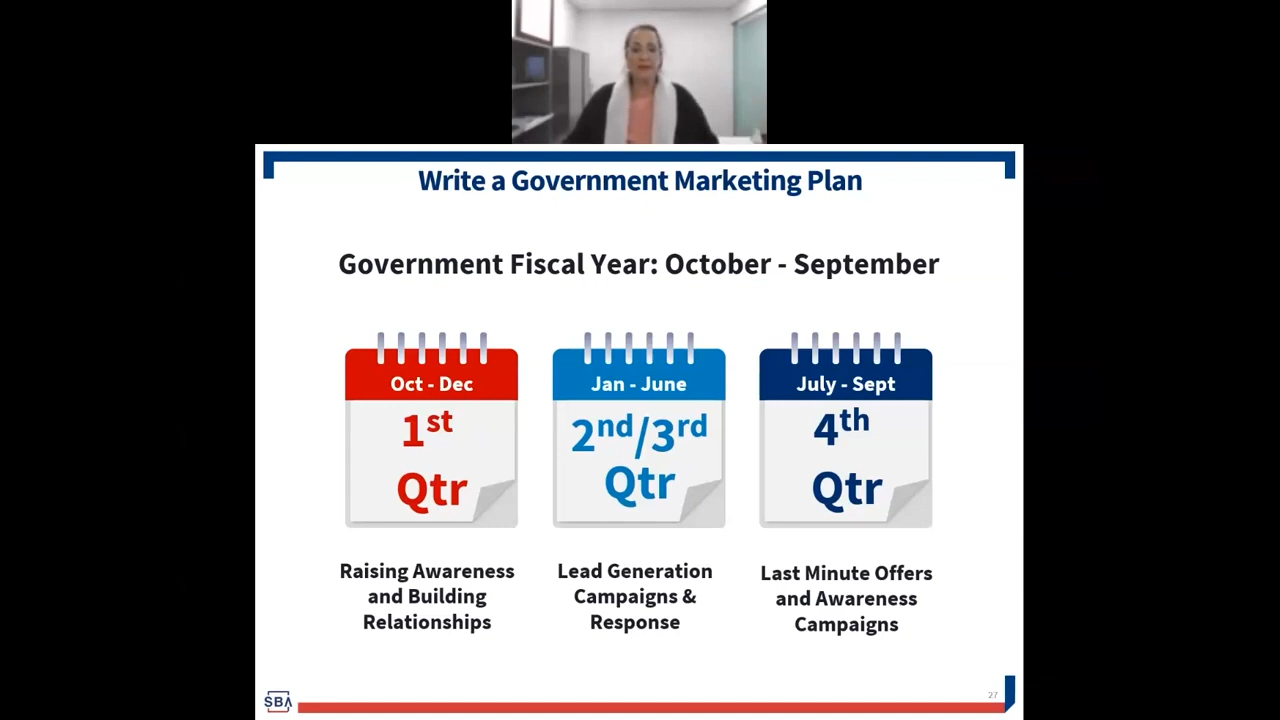 Write a Government Marketing Plan
Government Fiscal Year: October - September
Oct - Dec
1st
Qtr
Raising Awareness
and Building
Relationships
Jan - June
2nd/3rd
Qtr
Lead Generation
Campaigns &
Response
July - Sept
4th
Qtr
Last Minute Offers
and Awareness
Campaigns
SBA
27